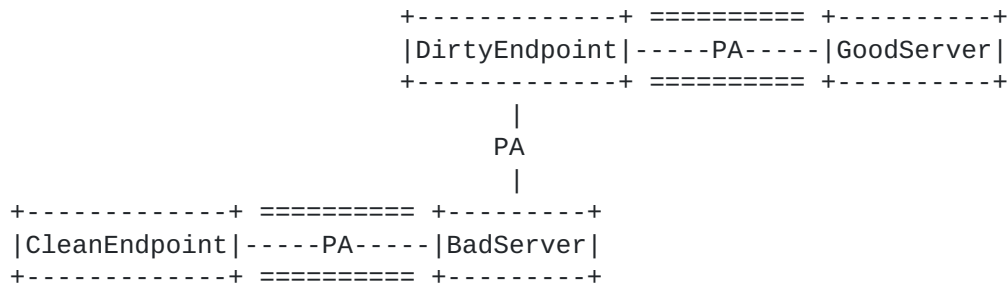 +-------------+ ========== +----------+
|DirtyEndpoint|-----PA-----|GoodServer|
+-------------+ ========== +----------+
|
PA
|
+-------------+ ========== +---------+
|CleanEndpoint|-----PA-----|BadServer|
+-------------+ ========== +---------+